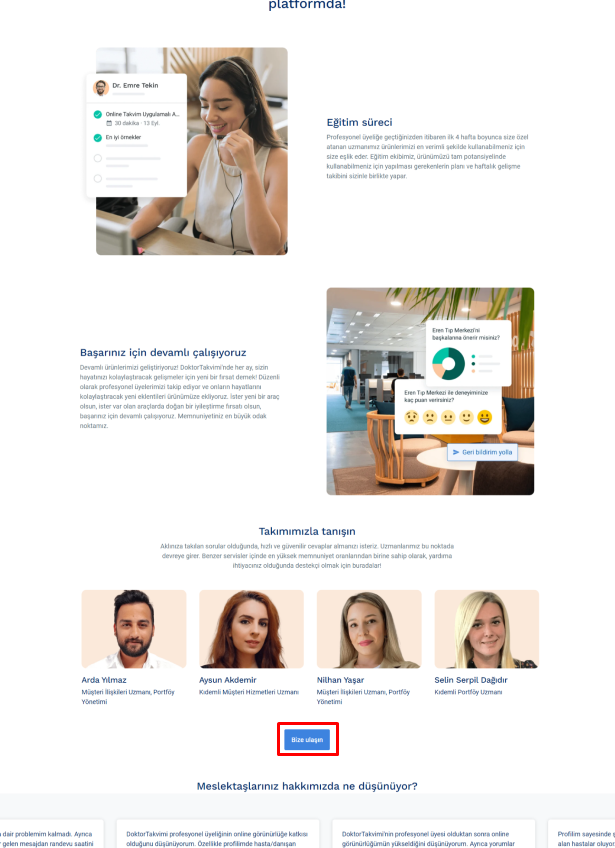 platformda!
Dr. Emre Tekin
Online Takvim Uygulamalı A...
30 dakika · 13 Eyl.
En iyi örnekler
Eğitim süreci
Profesyonel üyeliğe geçtiğinizden itibaren ilk 4 hafta boyunca size özel
atanan uzmanımız ürünlerimizi en verimli şekilde kullanabilmeniz için
size eşlik eder. Eğitim ekibimiz, ürünümüzü tam potansiyelinde
kullanabilmeniz için yapılması gerekenlerin planı ve haftalık gelişme
takibini sizinle birlikte yapar.
Başarınız için devamlı çalışıyoruz
Devamlı ürünlerimizi geliştiriyoruz! DoktorTakvimi'nde her ay, sizin
hayatınızı kolaylaştıracak gelişmeler için yeni bir fırsat demek! Düzenli
olarak profesyonel üyelerimizi takip ediyor ve onların hayatlarını
kolaylaştıracak yeni eklentileri ürünümüze ekliyoruz. İster yeni bir araç
olsun, ister var olan araçlarda doğan bir iyileştirme fırsatı olsun,
başarınız için devamlı çalışıyoruz. Memnuniyetiniz en büyük odak
noktamız.
Eren Tıp Merkezi'ni
başkalarına önerir misiniz?
Eren Tıp Merkezi ile deneyiminize
kaç puan verirsiniz?
Geri bildirim yolla
Takımımızla tanışın
Aklınıza takılan sorular olduğunda, hızlı ve güvenilir cevaplar almanızı isteriz. Uzmanlarımız bu noktada
devreye girer. Benzer servisler içinde en yüksek memnuniyet oranlarından birine sahip olarak, yardıma
ihtiyacınız olduğunda destekçi olmak için buradalar!
Arda Yılmaz
Müşteri İlişkileri Uzmanı, Portföy
Yönetimi
Aysun Akdemir
Kıdemli Müşteri Hizmetleri Uzmanı
Nilhan Yaşar
Müşteri İlişkileri Uzmanı, Portföy
Yönetimi
Selin Serpil Dağıdır
Kıdemli Portföy Uzmanı
Bize ulaşın
Meslektaşlarınız hakkımızda ne düşünüyor?
dair problemim kalmadı. Ayrıca
gelen mesajdan randevu saatini
DoktorTakvimi profesyonel üyeliğinin online görünürlüğe katkısı
olduğunu düşünüyorum. Özellikle profilimde hasta/danışan
DoktorTakvimi'nin profesyonel üyesi olduktan sonra online
görünürlüğümün yükseldiğini düşünüyorum. Ayrıca yorumlar
Profilim sayesinde
alan hastalar